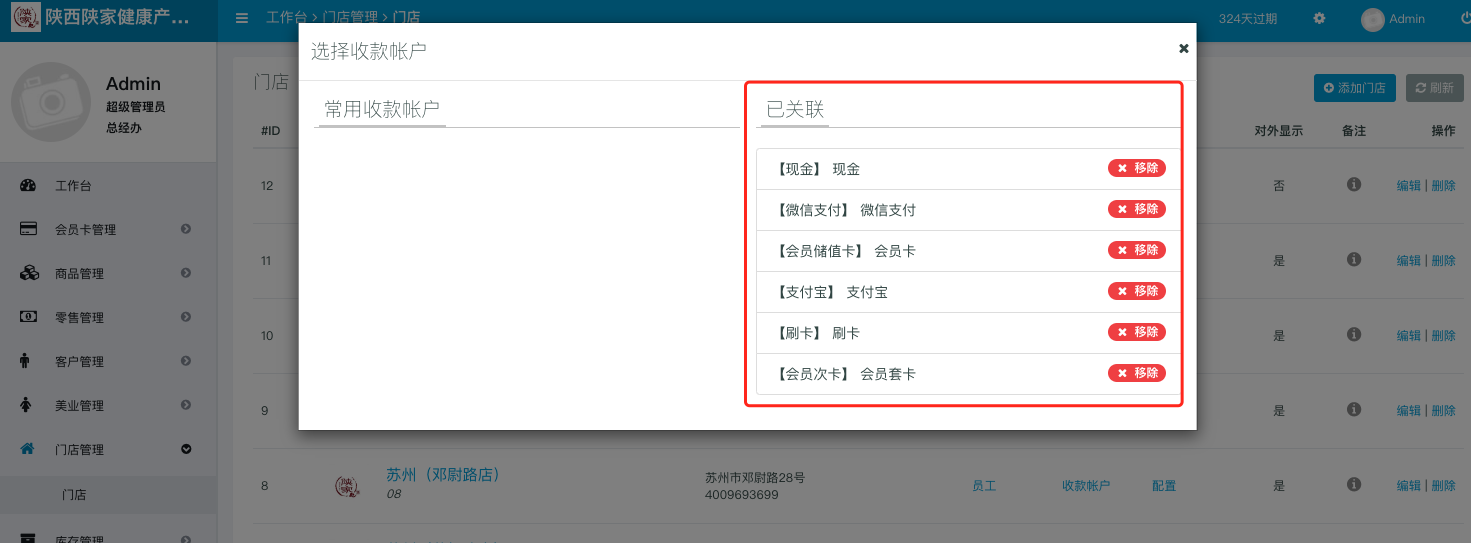 陕西陕家健康产...
工作台 > 门店管理 > 门店
324天过期
Admin
选择收款帐户
常用收款帐户
已关联
【现金】 现金
移除
【微信支付】 微信支付
移除
【会员储值卡】 会员卡
移除
【支付宝】 支付宝
移除
【刷卡】 刷卡
移除
【会员次卡】 会员套卡
移除
Admin
超级管理员
总经办
工作台
会员卡管理
商品管理
零售管理
客户管理
美业管理
门店管理
门店
库存管理
门店
添加门店
刷新
#ID
对外显示
备注
操作
12
否
编辑 | 删除
11
是
编辑 | 删除
10
是
编辑 | 删除
9
是
编辑 | 删除
8
苏州（邓尉路店）
08
苏州市邓尉路28号
4009693699
员工
收款帐户
配置
是
编辑 | 删除